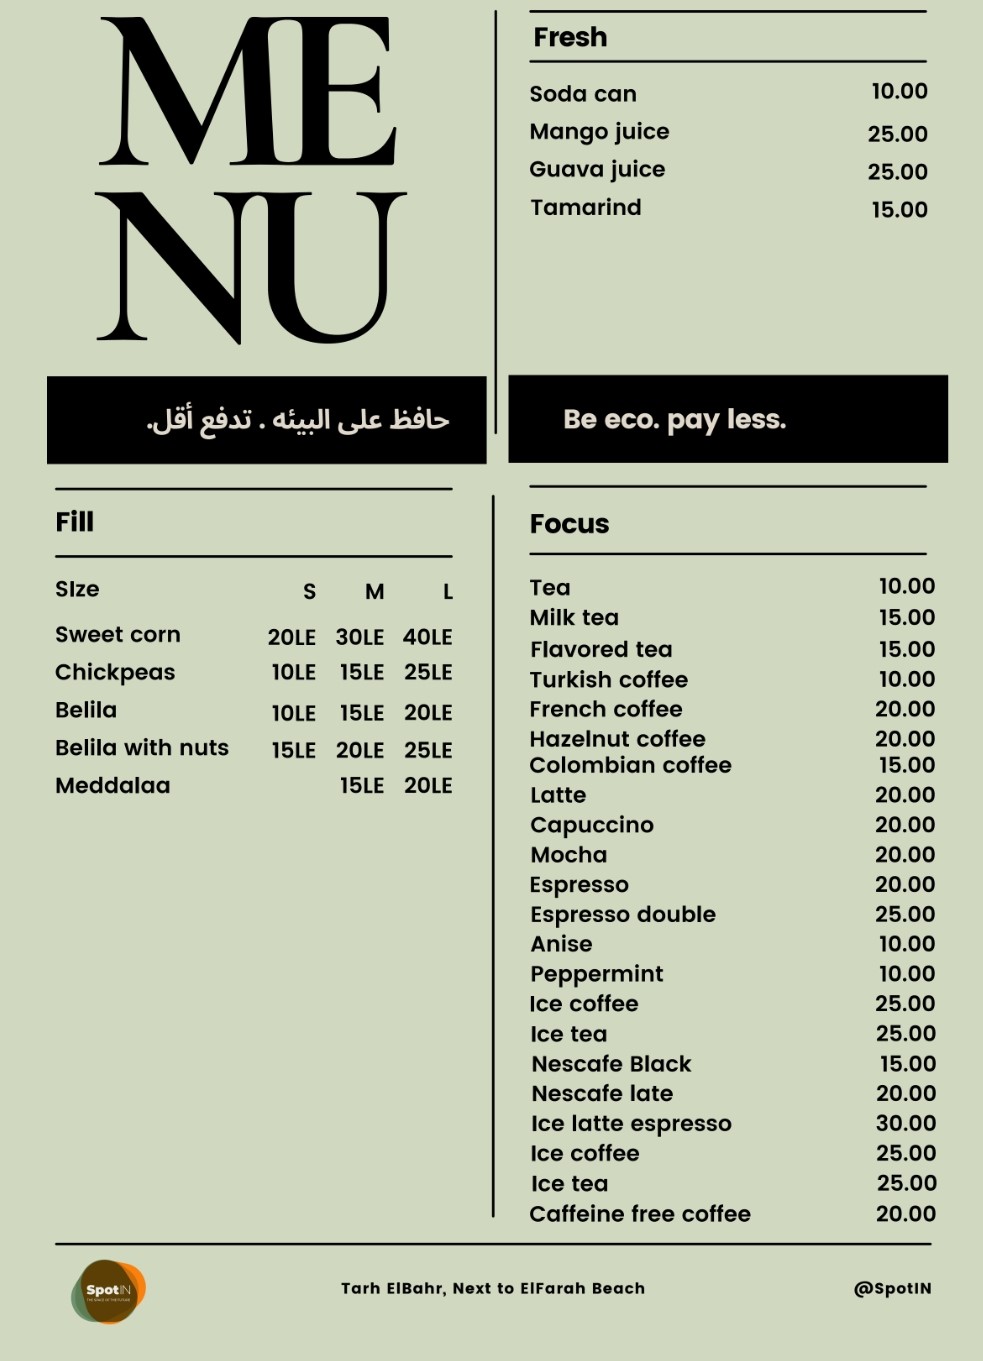 ME
NU
Fresh
Soda can 10.00
Mango juice 25.00
Guava juice 25.00
Tamarind 15.00
حافظ على البيئه . تدفع أقل.
Be eco. pay less.
Fill
SIze S M L
Sweet corn 20LE 30LE 40LE
Chickpeas 10LE 15LE 25LE
Belila 10LE 15LE 20LE
Belila with nuts 15LE 20LE 25LE
Meddalaa 15LE 20LE
Focus
Tea 10.00
Milk tea 15.00
Flavored tea 15.00
Turkish coffee 10.00
French coffee 20.00
Hazelnut coffee 20.00
Colombian coffee 15.00
Latte 20.00
Capuccino 20.00
Mocha 20.00
Espresso 20.00
Espresso double 25.00
Anise 10.00
Peppermint 10.00
Ice coffee 25.00
Ice tea 25.00
Nescafe Black 15.00
Nescafe late 20.00
Ice latte espresso 30.00
Ice coffee 25.00
Ice tea 25.00
Caffeine free coffee 20.00
SpotIN
Tarh ElBahr, Next to ElFarah Beach
@SpotIN